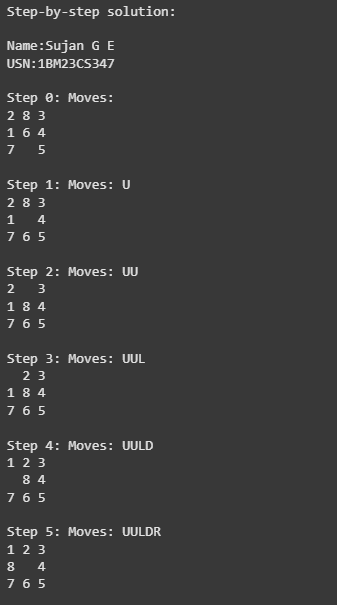 Step-by-step solution:

Name:Sujan G E
USN:1BM23CS347

Step 0: Moves:
2 8 3
1 6 4
7   5

Step 1: Moves: U
2 8 3
1   4
7 6 5

Step 2: Moves: UU
2   3
1 8 4
7 6 5

Step 3: Moves: UUL
  2 3
1 8 4
7 6 5

Step 4: Moves: UULD
1 2 3
  8 4
7 6 5

Step 5: Moves: UULDR
1 2 3
8   4
7 6 5